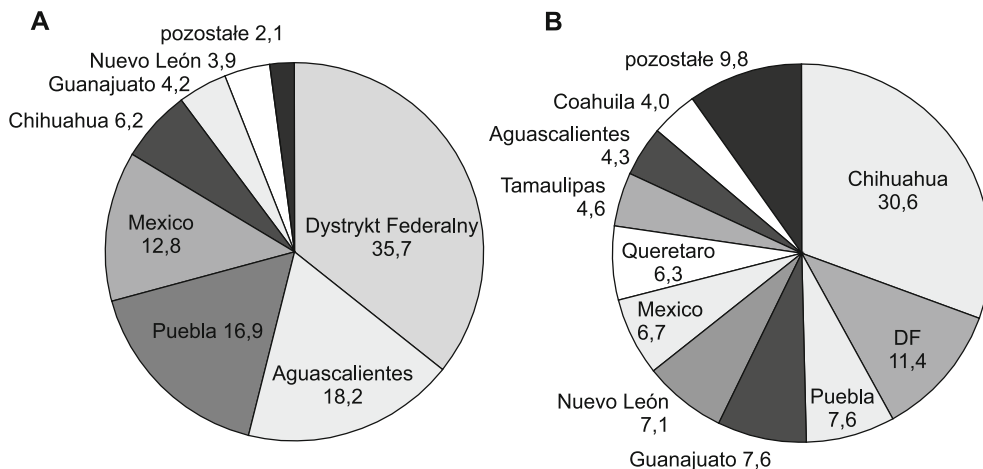 A
pozostałe 2,1
Nuevo León 3,9
Guanajuato 4,2
Chihuahua 6,2
Mexico
12,8
Puebla 16,9
Aguascalientes
18,2
Dystrykt Federalny
35,7
B
pozostałe 9,8
Coahuila 4,0
Aguascalientes
4,3
Tamaulipas
4,6
Queretaro
6,3
Mexico
6,7
Nuevo León
7,1
Guanajuato 7,6
Puebla
7,6
DF
11,4
Chihuahua
30,6